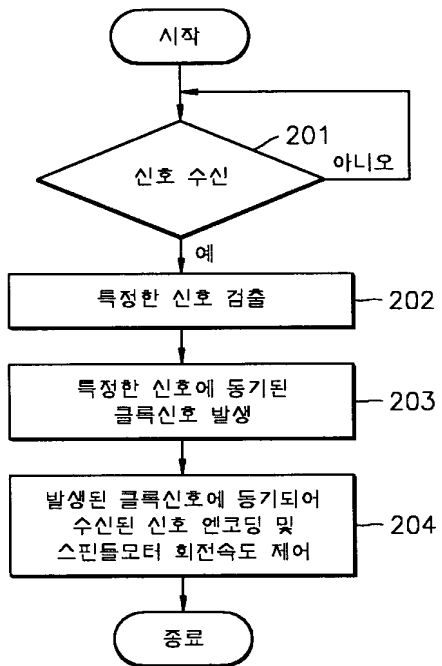 시작
201
신호 수신
아니오
예
특정한 신호 검출
202
특정한 신호에 동기된
클록신호 발생
203
발생된 클록신호에 동기되어
수신된 신호 엔코딩 및
스핀들모터 회전속도 제어
204
종료